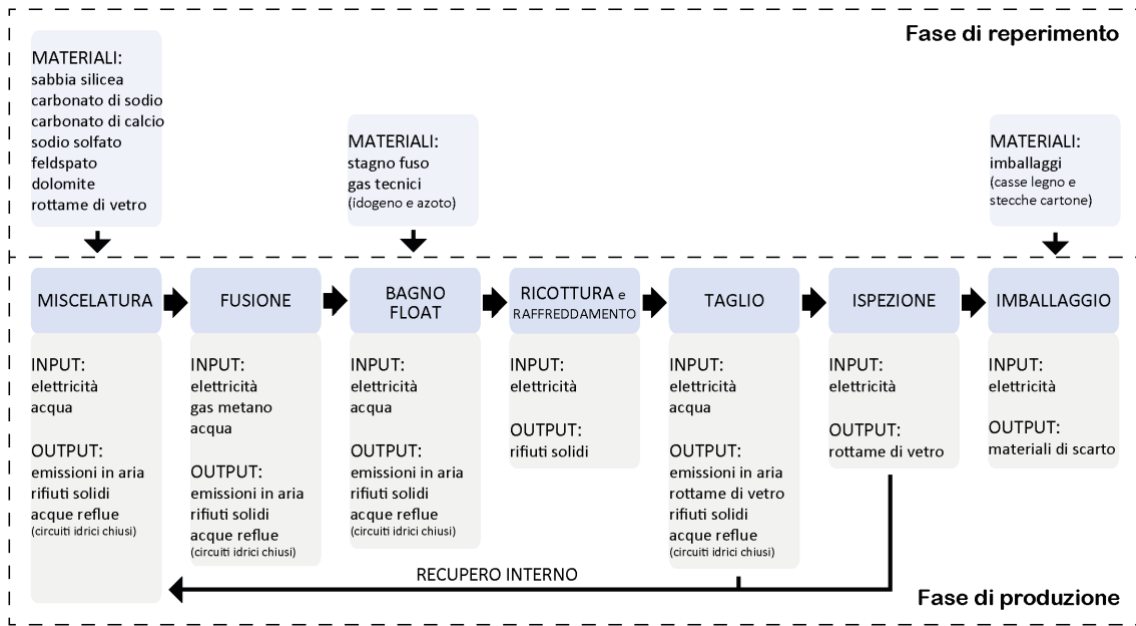 Fase di reperimento
MATERIALI:
sabbia silicea
carbonato di sodio
carbonato di calcio
sodio solfato
feldspato
dolomite
rottame di vetro
MATERIALI:
stagno fuso
gas tecnici
(idogeno e azoto)
MATERIALI:
imballaggi
(casse legno e
stecche cartone)
MISCELATURA
INPUT:
elettricità
acqua
OUTPUT:
emissioni in aria
rifiuti solidi
acque reflue
(circuiti idrici chiusi)
FUSIONE
INPUT:
elettricità
gas metano
acqua
OUTPUT:
emissioni in aria
rifiuti solidi
acque reflue
(circuiti idrici chiusi)
BAGNO
FLOAT
INPUT:
elettricità
acqua
OUTPUT:
emissioni in aria
rifiuti solidi
acque reflue
(circuiti idrici chiusi)
RICOTTURA e
RAFFREDDAMENTO
INPUT:
elettricità
OUTPUT:
rifiuti solidi
TAGLIO
INPUT:
elettricità
acqua
OUTPUT:
emissioni in aria
rottame di vetro
rifiuti solidi
acque reflue
(circuiti idrici chiusi)
ISPEZIONE
INPUT:
elettricità
OUTPUT:
rottame di vetro
IMBALLAGGIO
INPUT:
elettricità
OUTPUT:
materiali di scarto
RECUPERO INTERNO
Fase di produzione